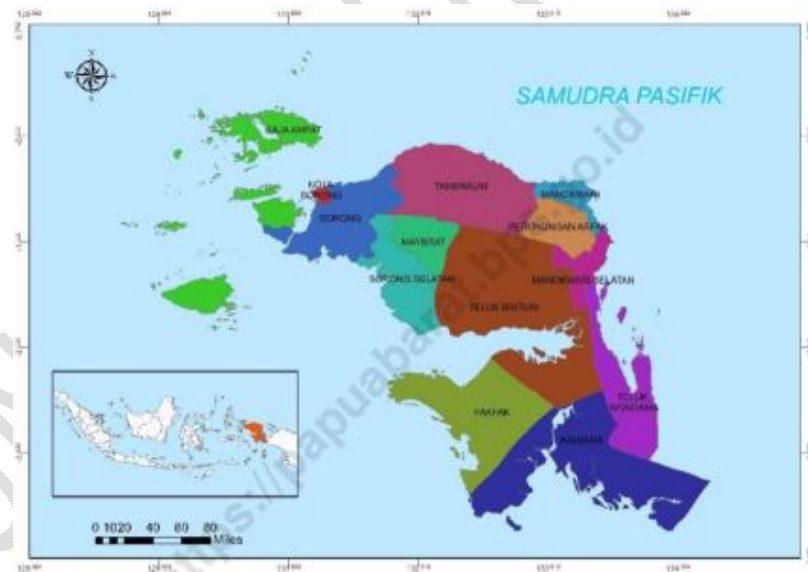 SAMUDRA PASIFIK
RAJA AMPAT
KOTA
SORONG
SORONG
TAMBRAUW
MANOKWARI
PEGUNUNGAN ARFAK
MAYBRAT
SORONG SELATAN
MANOKWARI SELATAN
TELUK BINTUNI
TELUK
WONDAMA
FAKFAK
KAIMANA
0 10 20 40 60 80
Miles
https://papuabarat.bps.go.id